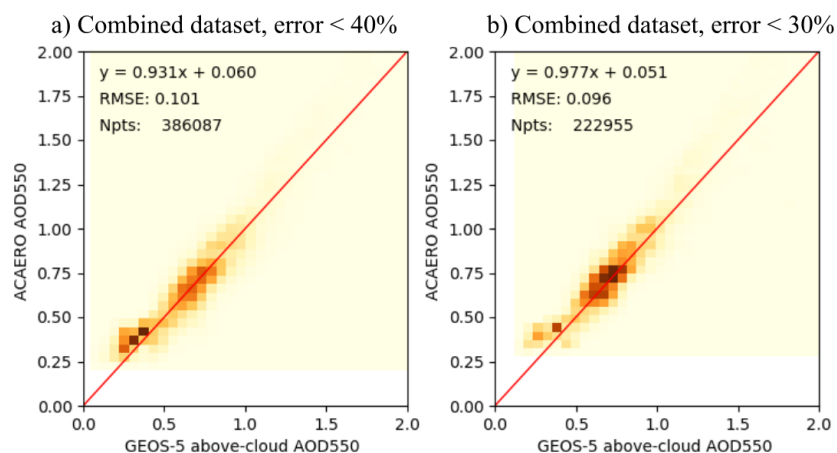 a) Combined dataset, error < 40%
b) Combined dataset, error < 30%
2.00
1.75
1.50
1.25
1.00
0.75
0.50
0.25
0.00
ACAERO AOD550
y = 0.931x + 0.060
RMSE: 0.101
Npts: 386087
0.0
0.5
1.0
1.5
2.0
GEOS-5 above-cloud AOD550
2.00
1.75
1.50
1.25
1.00
0.75
0.50
0.25
0.00
ACAERO AOD550
y = 0.977x + 0.051
RMSE: 0.096
Npts: 222955
0.0
0.5
1.0
1.5
2.0
GEOS-5 above-cloud AOD550